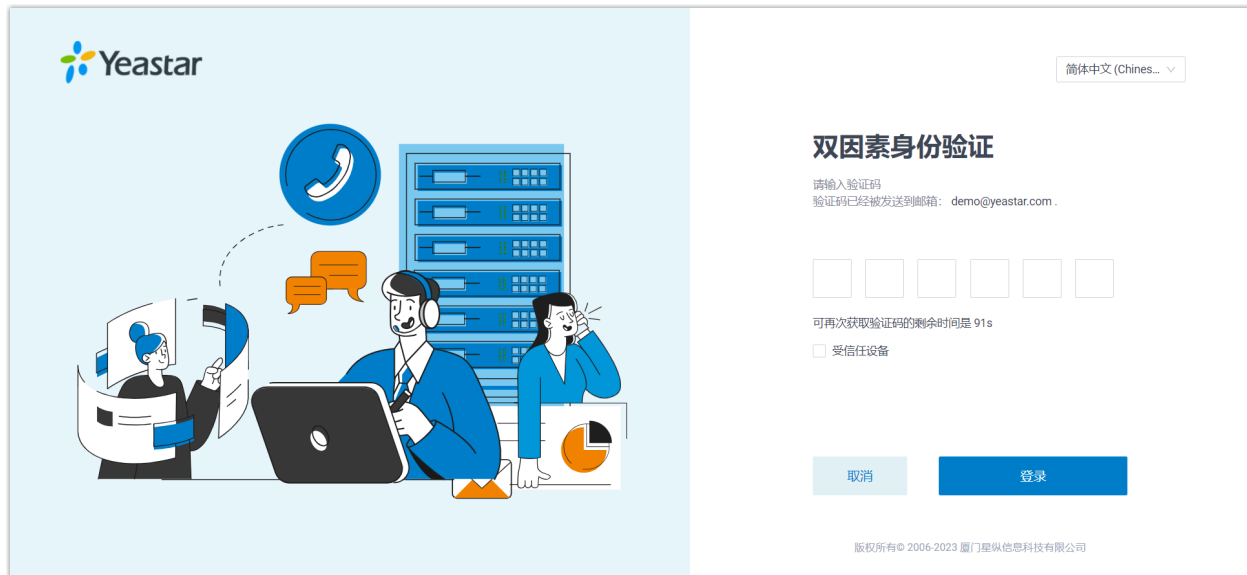 Yeastar
简体中文 (Chines...
双因素身份验证
请输入验证码
验证码已经被发送到邮箱： demo@yeastar.com .
可再次获取验证码的剩余时间是 91s
受信任设备
取消
登录
版权所有© 2006-2023 厦门星纵信息科技有限公司